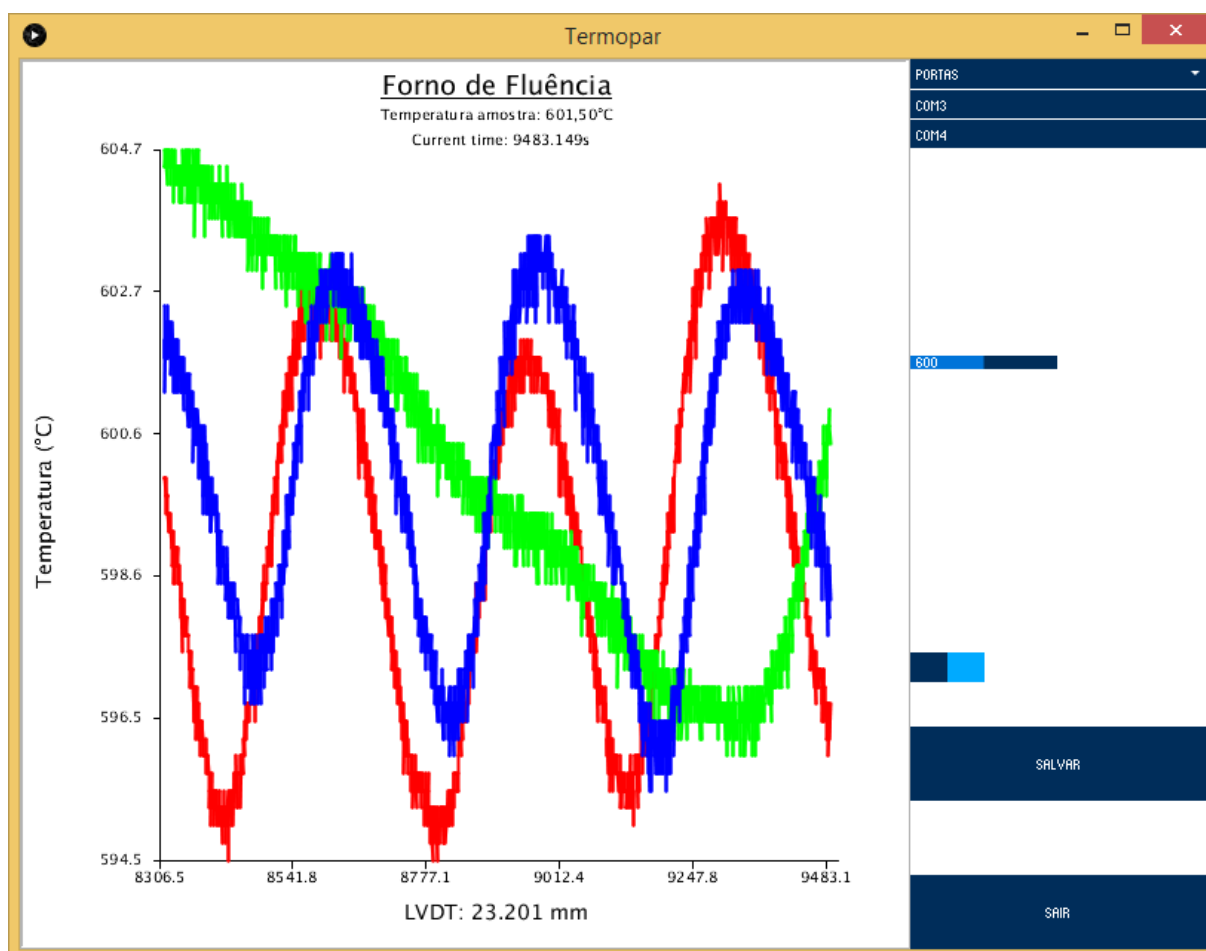 Termopar
Forno de Fluência
Temperatura amostra: 601,50°C
Current time: 9483.149s
Temperatura (°C)
604.7
602.7
600.6
598.6
596.5
594.5
8306.5 8541.8 8777.1 9012.4 9247.8 9483.1
LVDT: 23.201 mm
PORTAS
COM3
COM4
600
SALVAR
SAIR